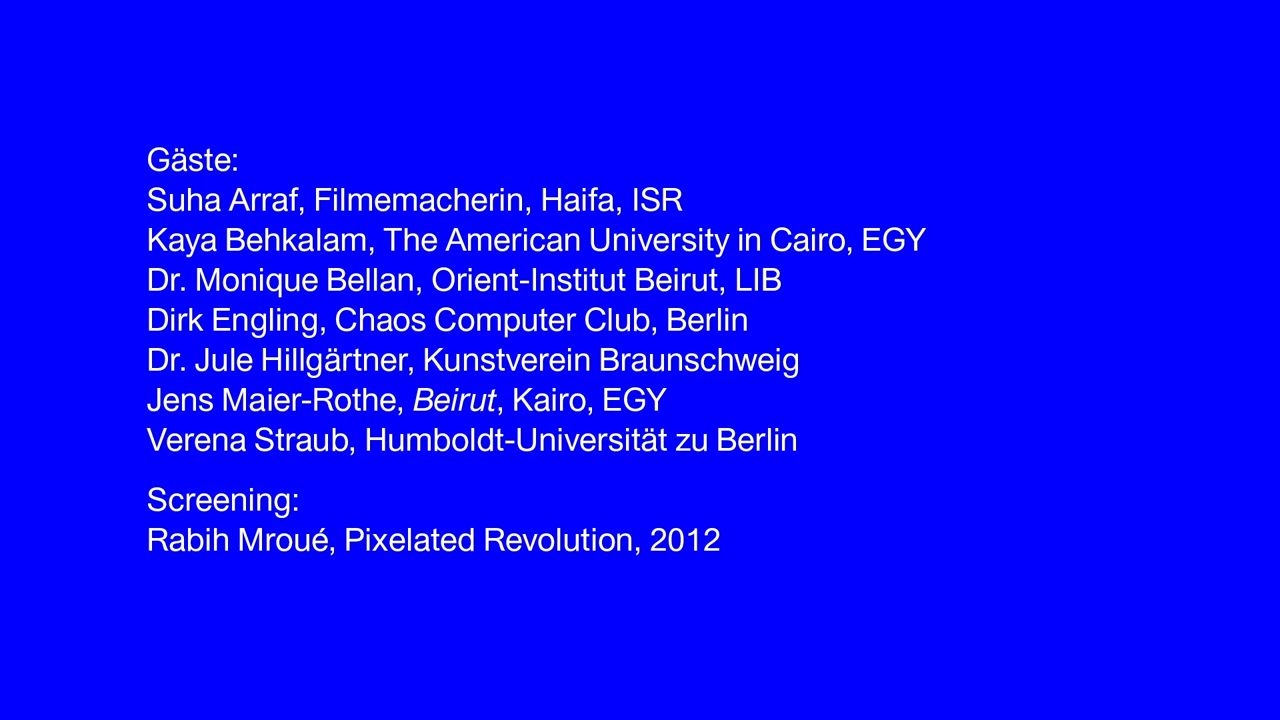 Gäste:
Suha Arraf, Filmemacherin, Haifa, ISR
Kaya Behkalam, The American University in Cairo, EGY
Dr. Monique Bellan, Orient-Institut Beirut, LIB
Dirk Engling, Chaos Computer Club, Berlin
Dr. Jule Hillgärtner, Kunstverein Braunschweig
Jens Maier-Rothe, Beirut, Kairo, EGY
Verena Straub, Humboldt-Universität zu Berlin
Screening:
Rabih Mroué, Pixelated Revolution, 2012